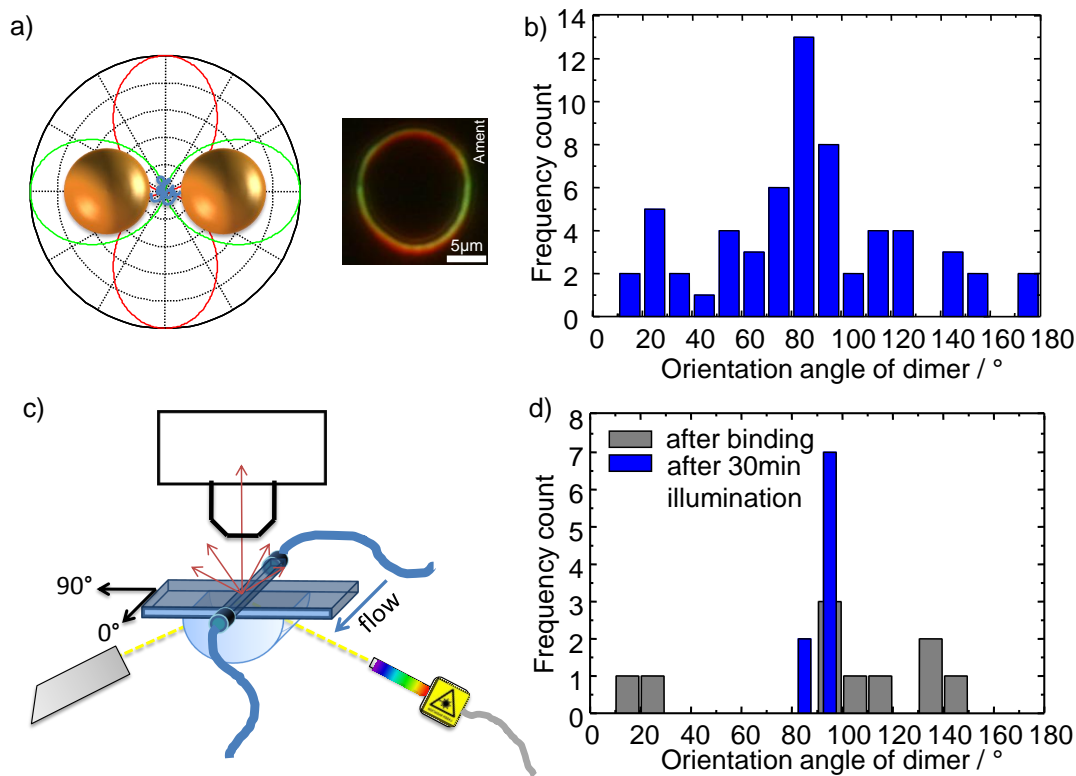 a)
Ament
5µm
b)
Frequency count
14
12
10
8
6
4
2
0
0 20 40 60 80 100 120 140 160 180
Orientation angle of dimer / °
c)
90°
0°
flow
d)
after binding
after 30min
illumination
Frequency count
8
7
6
5
4
3
2
1
0
0 20 40 60 80 100 120 140 160 180
Orientation angle of dimer / °